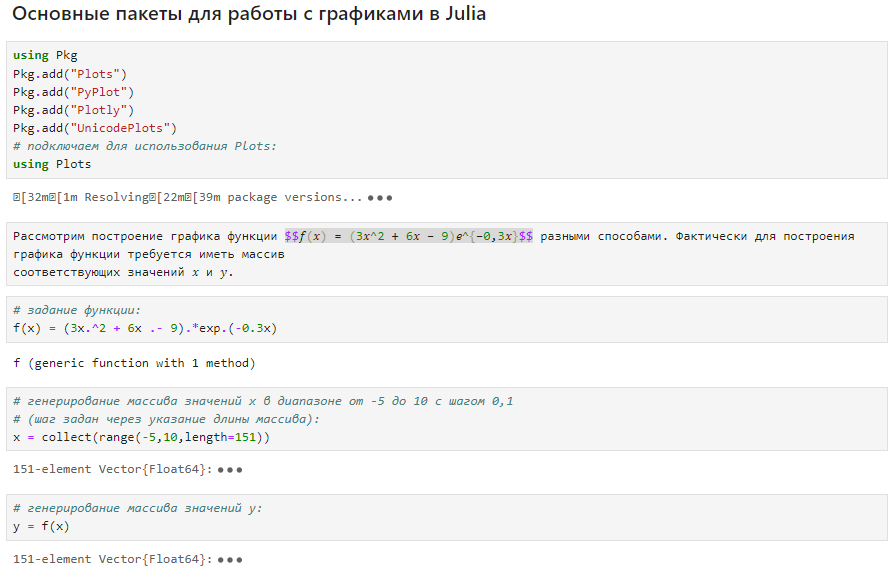 Основные пакеты для работы с графиками в Julia
using Pkg
Pkg.add("Plots")
Pkg.add("PyPlot")
Pkg.add("Plotly")
Pkg.add("UnicodePlots")
# подключаем для использования Plots:
using Plots
�[32m�[1m Resolving�[22m�[39m package versions... ●●●
Рассмотрим построение графика функции $$f(x) = (3x^2 + 6x − 9)e^{−0,3x}$$ разными способами. Фактически для построения
графика функции требуется иметь массив
соответствующих значений x и y.
# задание функции:
f(x) = (3x.^2 + 6x .- 9).*exp.(-0.3x)
f (generic function with 1 method)
# генерирование массива значений x в диапазоне от -5 до 10 с шагом 0,1
# (шаг задан через указание длины массива):
x = collect(range(-5,10,length=151))
151-element Vector{Float64}: ●●●
# генерирование массива значений y:
y = f(x)
151-element Vector{Float64}: ●●●